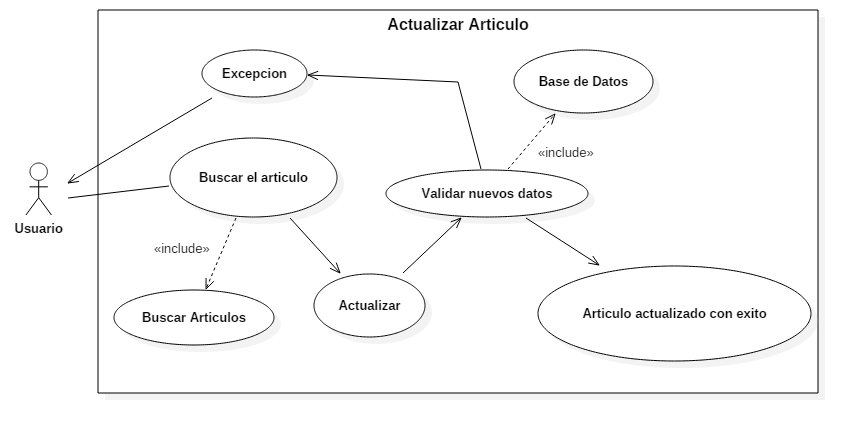 Actualizar Articulo
Excepcion
Base de Datos
«include»
Buscar el articulo
Validar nuevos datos
Usuario
«include»
Buscar Articulos
Actualizar
Articulo actualizado con exito